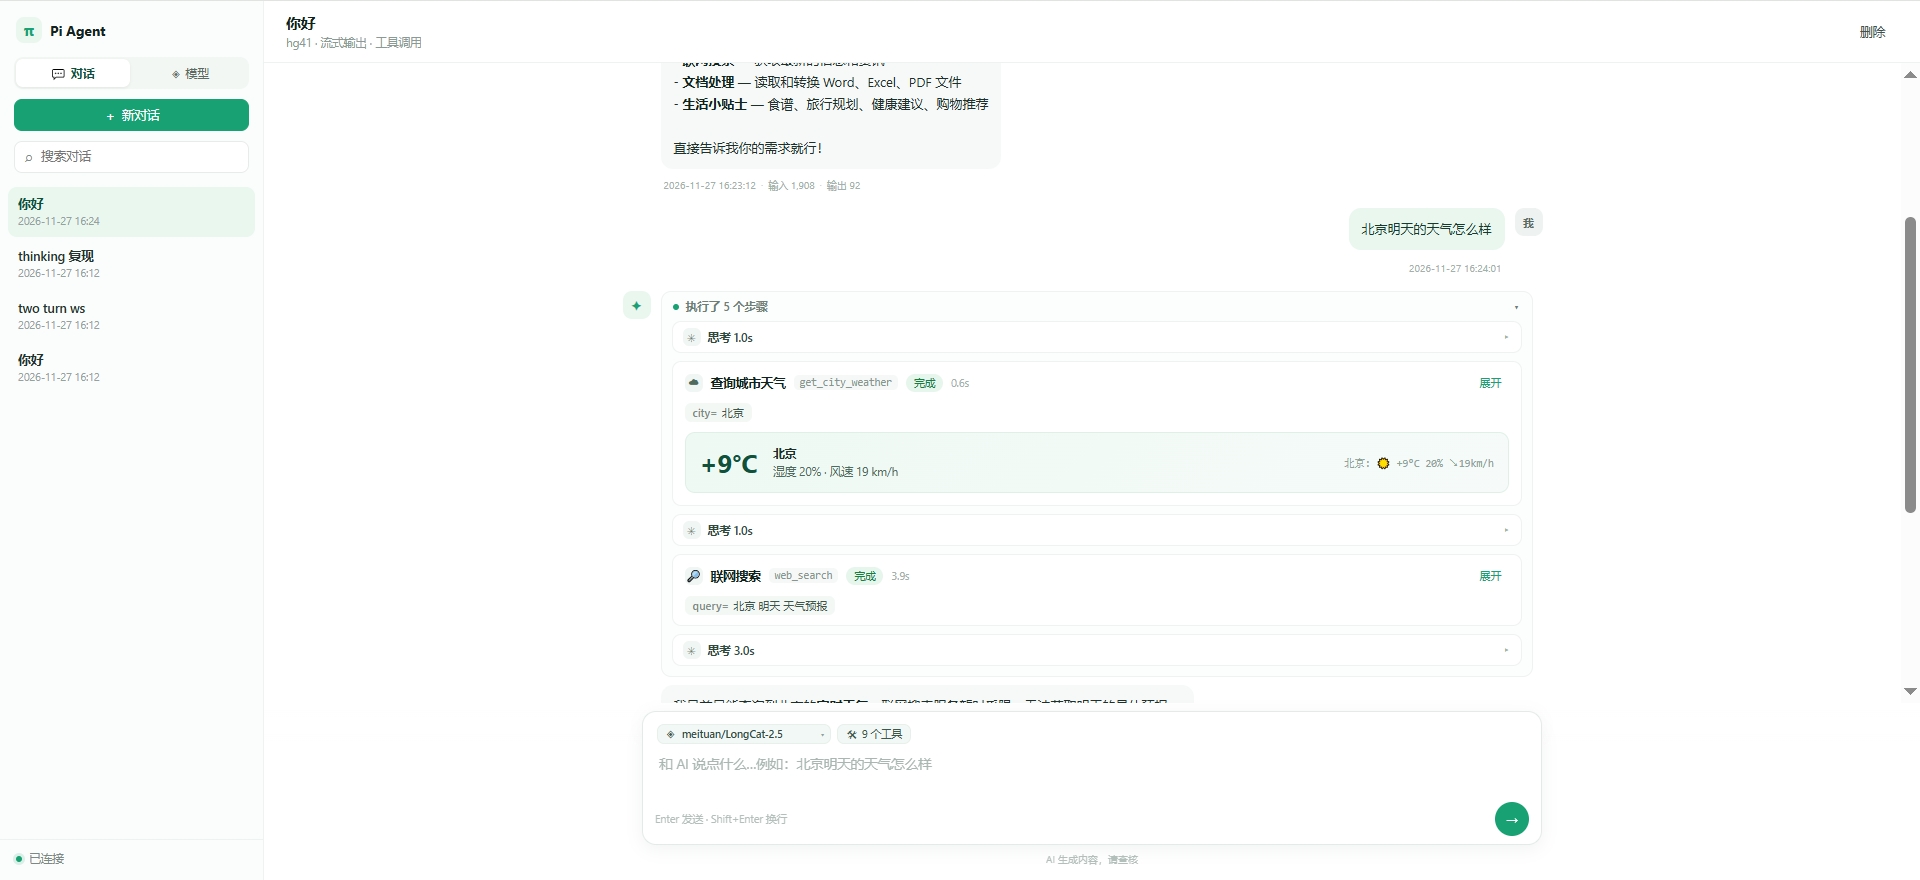 π Pi Agent
对话
模型
+ 新对话
搜索对话
你好
2026-11-27 16:24
thinking 复现
2026-11-27 16:12
two turn ws
2026-11-27 16:12
你好
2026-11-27 16:12
已连接
你好
hg41 · 流式输出 · 工具调用
删除
- 文档处理 — 读取和转换 Word、Excel、PDF 文件
- 生活小贴士 — 食谱、旅行规划、健康建议、购物推荐
直接告诉我你的需求就行！
2026-11-27 16:23:12 · 输入 1,908 · 输出 92
北京明天的天气怎么样
我
2026-11-27 16:24:01
执行了 5 个步骤
思考 1.0s
查询城市天气 get_city_weather 完成 0.6s 展开
city= 北京
+9°C
北京
湿度 20% · 风速 19 km/h
北京: +9°C 20% ↘19km/h
思考 1.0s
联网搜索 web_search 完成 3.9s 展开
query= 北京 明天 天气预报
思考 3.0s
meituan/LongCat-2.5
9 个工具
和 AI 说点什么...例如：北京明天的天气怎么样
Enter 发送 · Shift+Enter 换行
AI 生成内容，请查核